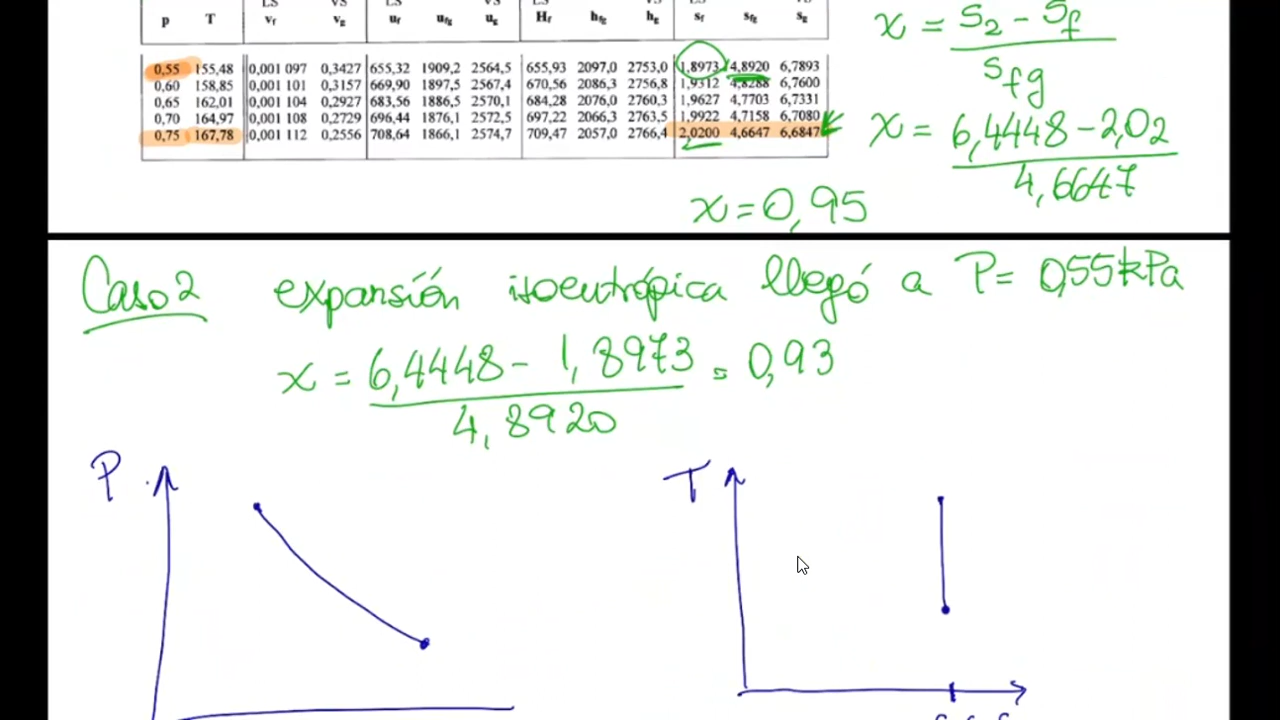 LS VS LS VS LS VS LS VS
p T vf vg uf ufg ug Hf hfg hg sf sfg sg
0,55 155,48 0,001 097 0,3427 655,32 1909,2 2564,5 655,93 2097,0 2753,0 1,8973 4,8920 6,7893
0,60 158,85 0,001 101 0,3157 669,90 1897,5 2567,4 670,56 2086,3 2756,8 1,9312 4,8288 6,7600
0,65 162,01 0,001 104 0,2927 683,56 1886,5 2570,1 684,28 2076,0 2760,3 1,9627 4,7703 6,7331
0,70 164,97 0,001 108 0,2729 696,44 1876,1 2572,5 697,22 2066,3 2763,5 1,9922 4,7158 6,7080
0,75 167,78 0,001 112 0,2556 708,64 1866,1 2574,7 709,47 2057,0 2766,4 2,0200 4,6647 6,6847
x = S2 - Sf
Sfg
x = 6,4448 - 2,02
4,6647
x = 0,95
Caso 2 expansión isoentrópica llegó a P = 0,55 kPa
x = 6,4448 - 1,8973 = 0,93
4,8920
P
T